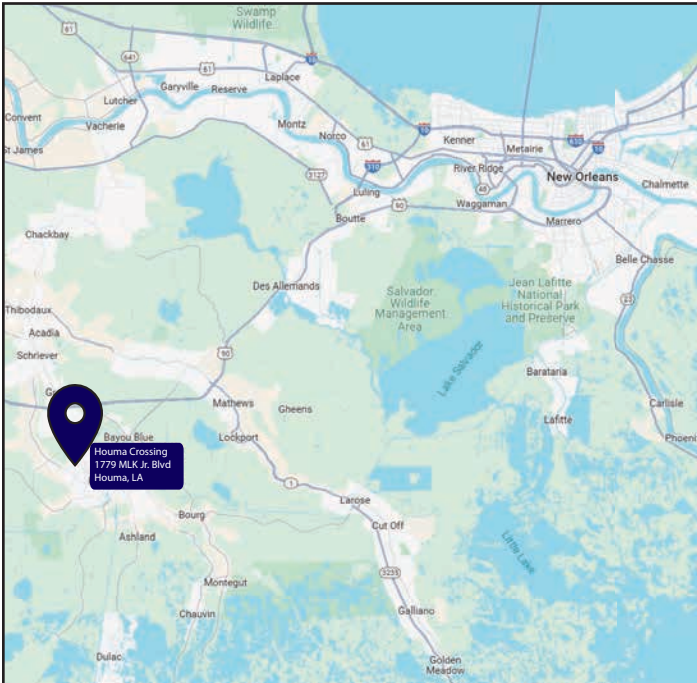 Swamp
Wildlife...
61
641
61
55
Laplace
Garyville
Reserve
Lutcher
Convent
Vacherie
Montz
Norco
61
10
Kenner
Metairie
610
10
St James
3127
310
River Ridge
New Orleans
Luling
48
90
Waggaman
Chalmette
Boutte
Marrero
Chackbay
Belle Chasse
Des Allemands
Salvador
Wildlife
Management
Area
Jean Lafitte
National
Historical Park
and Preserve
23
Thibodaux
Acadia
Schriever
90
Lake Salvador
Barataria
Mathews
Gheens
Carlisle
Lafitte
Lockport
Bayou Blue
Phoeni
Houma Crossing
1779 MLK Jr. Blvd
Houma, LA
1
Larose
Bourg
Cut Off
Ashland
Little Lake
3235
Montegut
Chauvin
Galliano
Dulac
Golden
Meadow